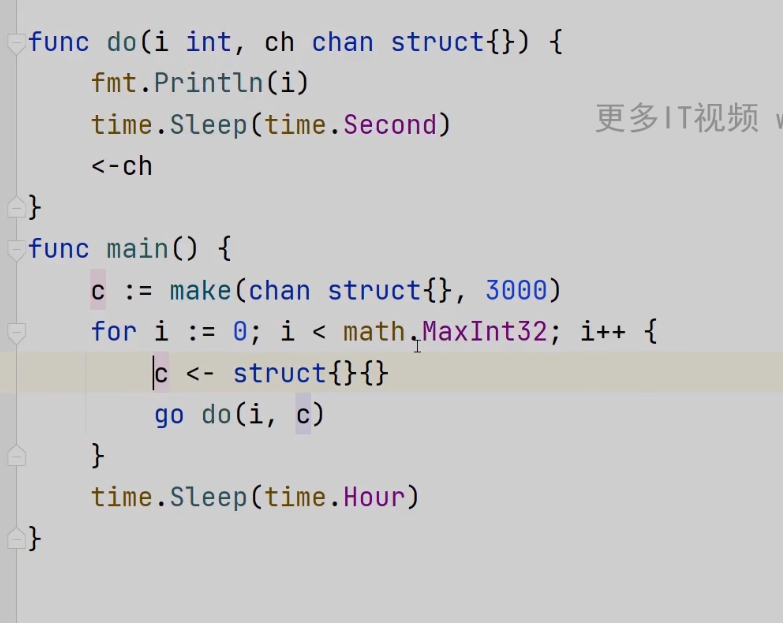 func do(i int, ch chan struct{}) {
fmt.Println(i)
time.Sleep(time.Second)
更多IT视频 w
<-ch
}
func main() {
c := make(chan struct{}, 3000)
for i := 0; i < math.MaxInt32; i++ {
c <- struct{}{}
go do(i, c)
}
time.Sleep(time.Hour)
}